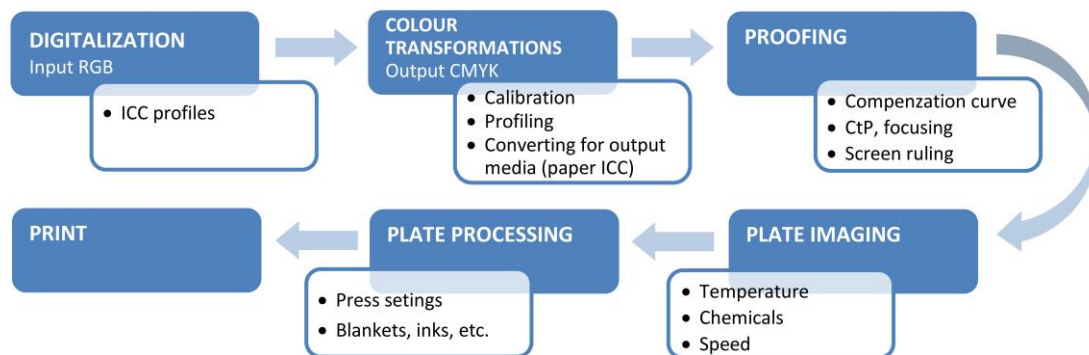 DIGITALIZATION
Input RGB
• ICC profiles
COLOUR
TRANSFORMATIONS
Output CMYK
• Calibration
• Profiling
• Converting for output
media (paper ICC)
PROOFING
• Compenzation curve
• CtP, focusing
• Screen ruling
PLATE IMAGING
• Temperature
• Chemicals
• Speed
PLATE PROCESSING
• Press setings
• Blankets, inks, etc.
PRINT